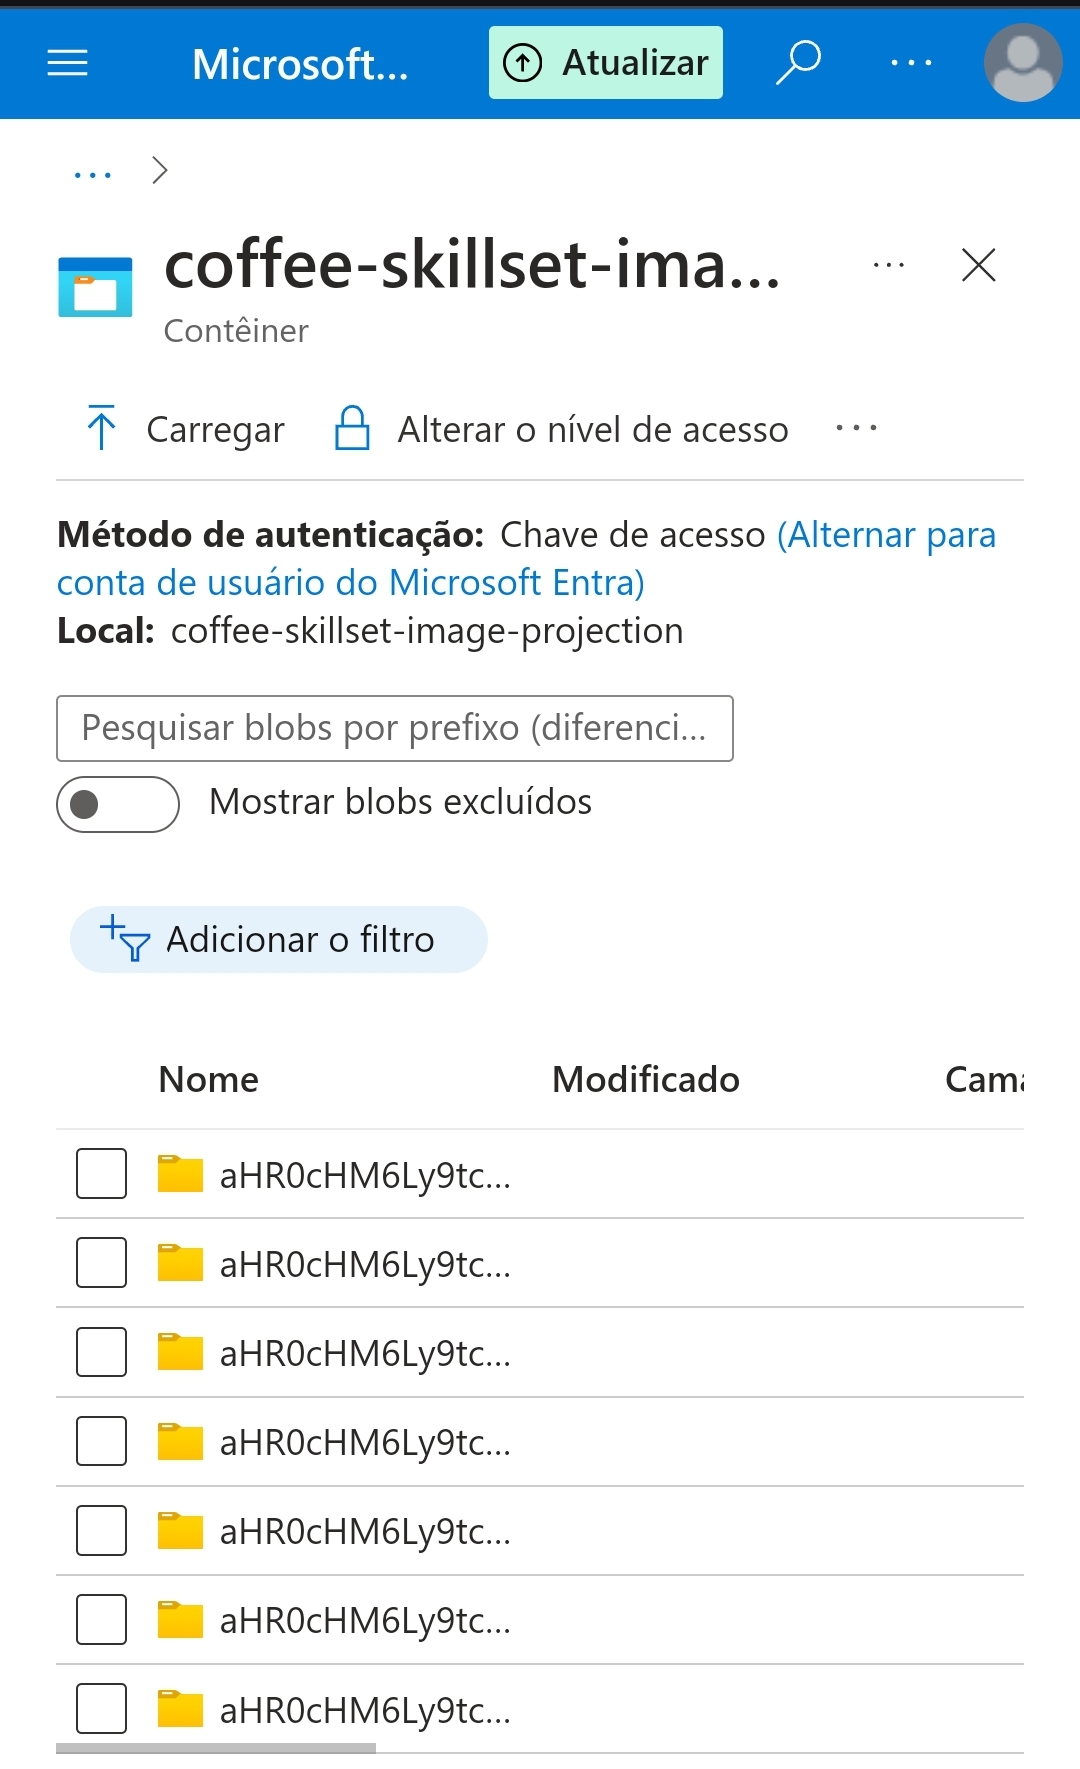 Microsoft...
Atualizar
...
...
coffee-skillset-ima...
...
Contêiner
Carregar
Alterar o nível de acesso
...
Método de autenticação: Chave de acesso (Alternar para
conta de usuário do Microsoft Entra)
Local: coffee-skillset-image-projection
Pesquisar blobs por prefixo (diferenci...
Mostrar blobs excluídos
Adicionar o filtro
Nome
Modificado
Cama
aHR0cHM6Ly9tc...
aHR0cHM6Ly9tc...
aHR0cHM6Ly9tc...
aHR0cHM6Ly9tc...
aHR0cHM6Ly9tc...
aHR0cHM6Ly9tc...
aHR0cHM6Ly9tc...